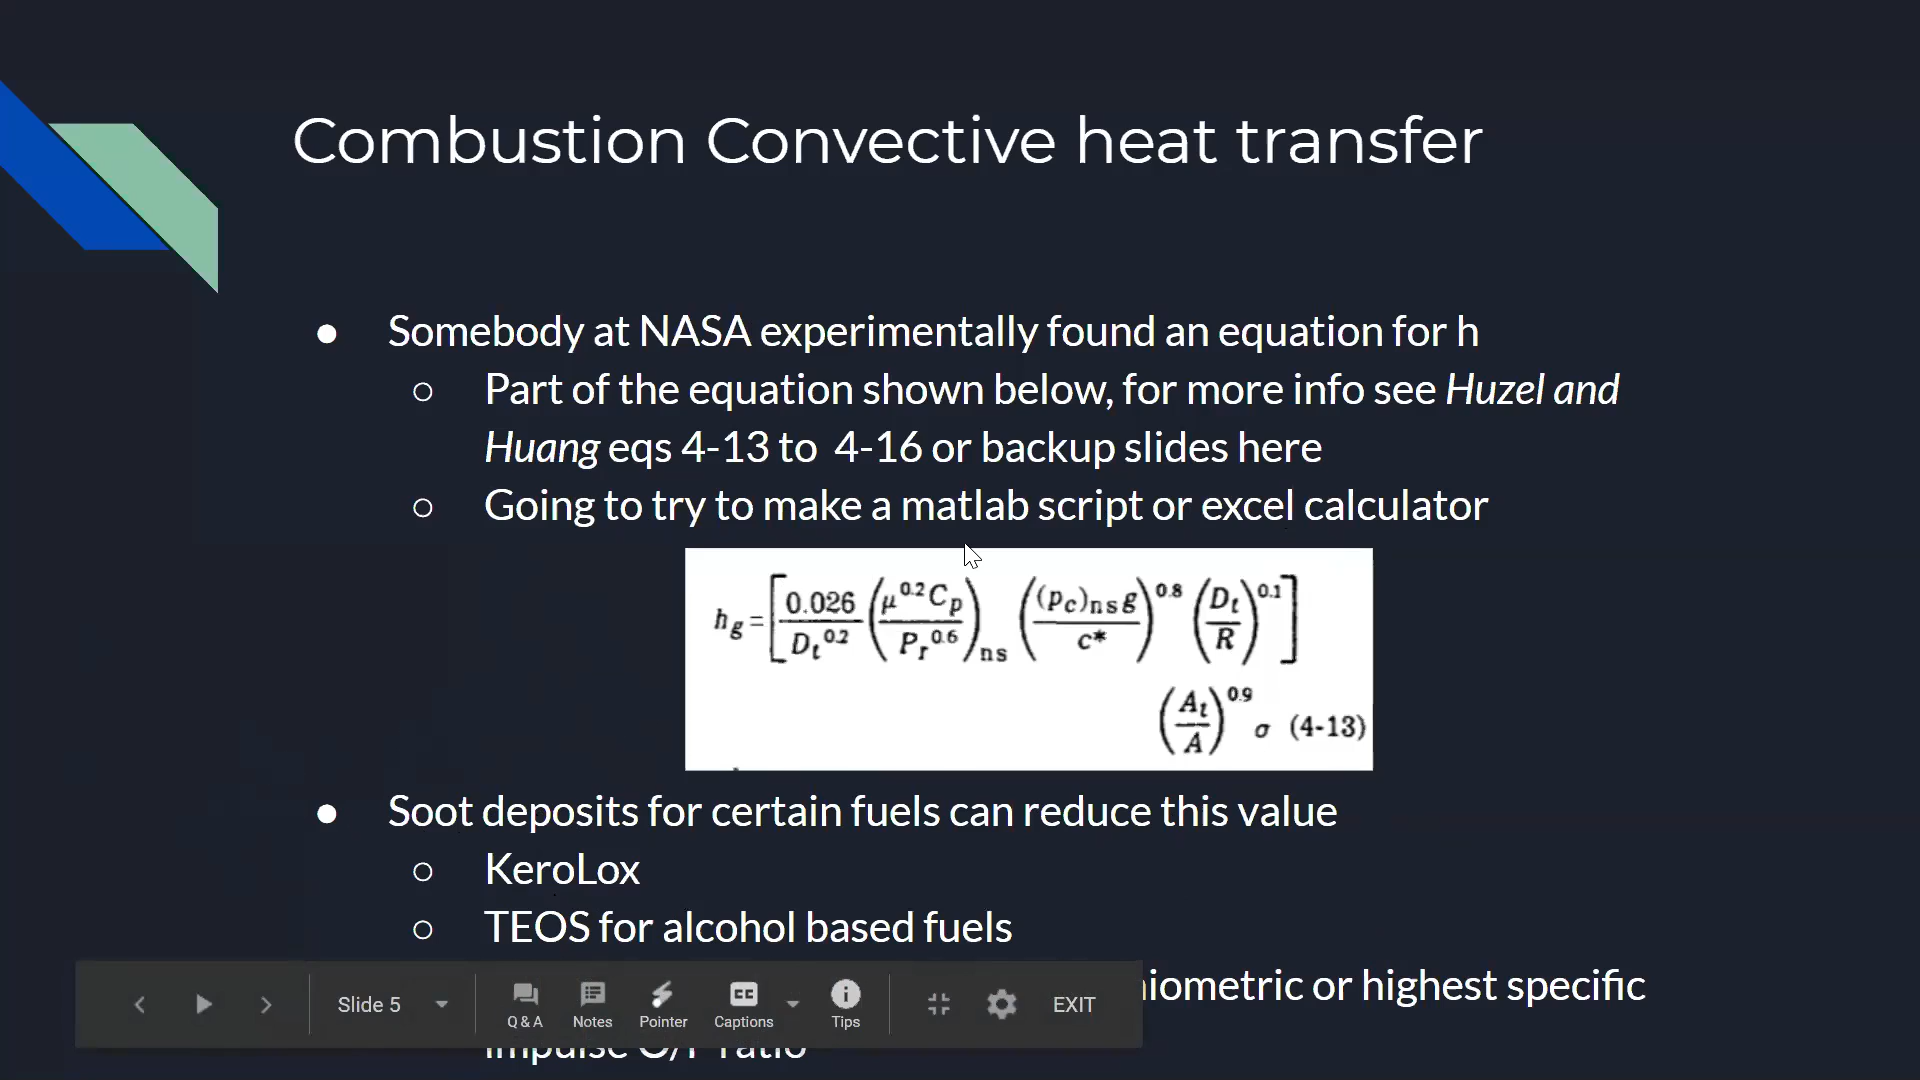 Combustion Convective heat transfer
● Somebody at NASA experimentally found an equation for h
○ Part of the equation shown below, for more info see Huzel and
Huang eqs 4-13 to 4-16 or backup slides here
○ Going to try to make a matlab script or excel calculator
h_g = [ 0.026 / D_t^0.2 (μ^0.2 C_p / P_r^0.6)_ns ((p_c)_ns g / c*)^0.8 (D_t / R)^0.1 ]
(A_t / A)^0.9 σ (4-13)
● Soot deposits for certain fuels can reduce this value
○ KeroLox
○ TEOS for alcohol based fuels
or highest specific
impulse O/F ratio
Slide 5
Q & A Notes Pointer Captions Tips EXIT